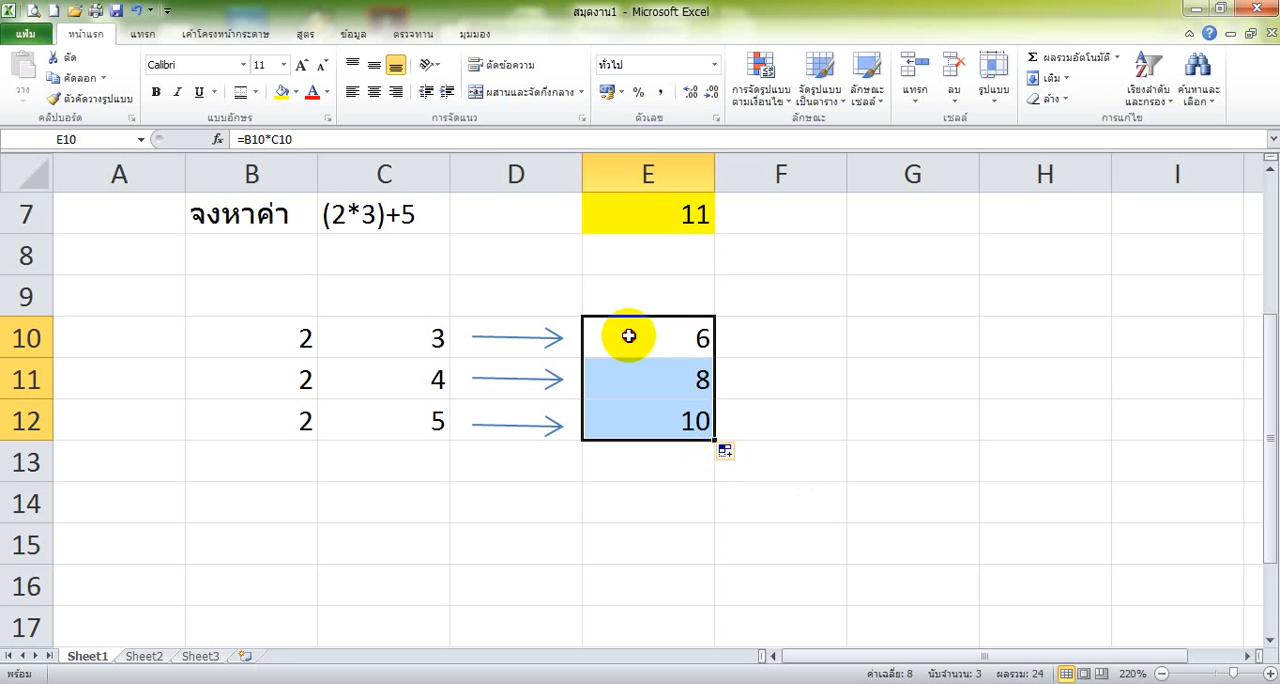 สมุดงาน1 - Microsoft Excel
แฟ้ม หน้าแรก แทรก เค้าโครงหน้ากระดาษ สูตร ข้อมูล ตรวจทาน มุมมอง
วาง
ตัด
คัดลอก
ตัวคัดวางรูปแบบ
คลิปบอร์ด
Calibri 11
B I U
แบบอักษร
ตัดข้อความ
ผสานและจัดกึ่งกลาง
การจัดแนว
ทั่วไป
%
ตัวเลข
การจัดรูปแบบ
ตามเงื่อนไข
จัดรูปแบบ
เป็นตาราง
ลักษณะ
เซลล์
ลักษณะ
แทรก ลบ รูปแบบ
เซลล์
Σ ผลรวมอัตโนมัติ
เติม
ล้าง
เรียงลำดับ
และกรอง
ค้นหาและ
เลือก
การแก้ไข
E10 fx =B10*C10
A B C D E F G H I
7 จงหาค่า (2*3)+5 11
8
9
10 2 3 6
11 2 4 8
12 2 5 10
13
14
15
16
17
Sheet1 Sheet2 Sheet3
พร้อม ค่าเฉลี่ย: 8 นับจำนวน: 3 ผลรวม: 24 220%